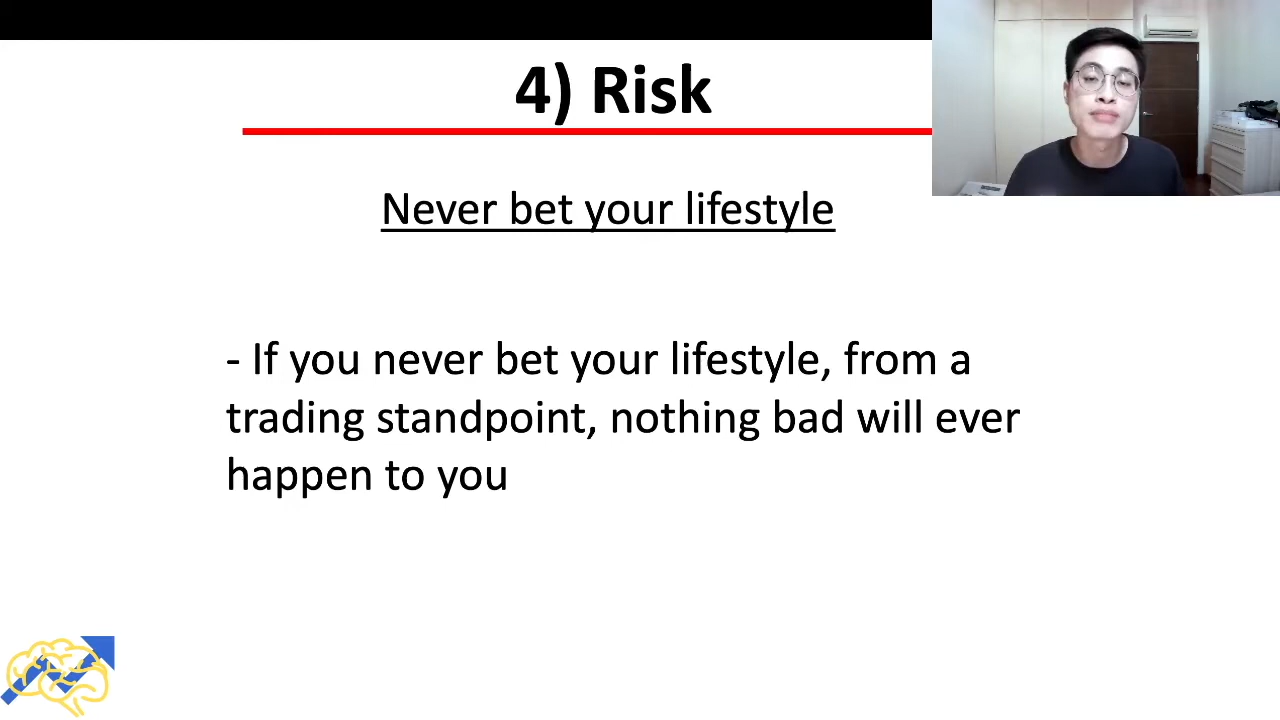 4) Risk
Never bet your lifestyle
- If you never bet your lifestyle, from a
trading standpoint, nothing bad will ever
happen to you